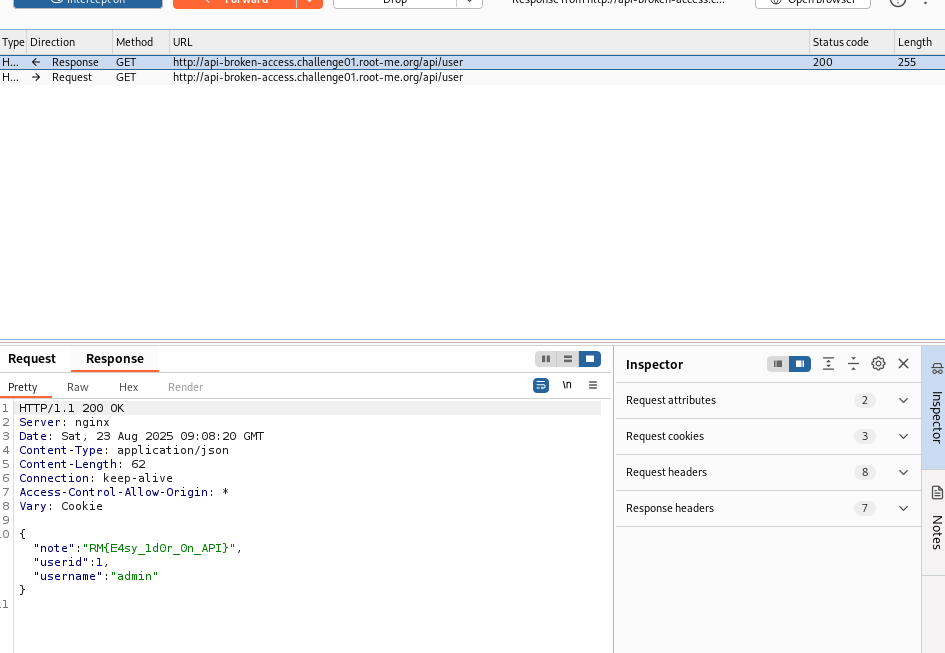 Intercept on Forward Drop Response from http://api-broken-access.c... Open browser
Type Direction Method URL Status code Length
H... ← Response GET http://api-broken-access.challenge01.root-me.org/api/user 200 255
H... → Request GET http://api-broken-access.challenge01.root-me.org/api/user
Request Response
Pretty Raw Hex Render \n
1 HTTP/1.1 200 OK
2 Server: nginx
3 Date: Sat, 23 Aug 2025 09:08:20 GMT
4 Content-Type: application/json
5 Content-Length: 62
6 Connection: keep-alive
7 Access-Control-Allow-Origin: *
8 Vary: Cookie
9
10 {
"note":"RM{E4sy_1d0r_0n_API}",
"userid":1,
"username":"admin"
}
11
Inspector
Request attributes 2
Request cookies 3
Request headers 8
Response headers 7
Inspector
Notes